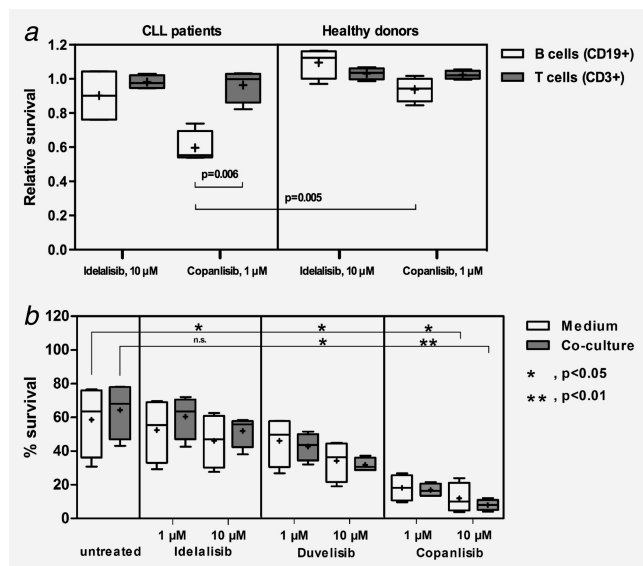 a
CLL patients
Healthy donors
B cells (CD19+)
T cells (CD3+)
Relative survival
1.2
1.0
0.8
0.6
0.4
0.2
0.0
p=0.006
p=0.005
Idelalisib, 10 µM
Copanlisib, 1 µM
Idelalisib, 10 µM
Copanlisib, 1 µM
b
Medium
Co-culture
* , p<0.05
** , p<0.01
% survival
120
100
80
60
40
20
0
* * *
n.s. * **
1 µM 10 µM 1 µM 10 µM 1 µM 10 µM
untreated Idelalisib Duvelisib Copanlisib